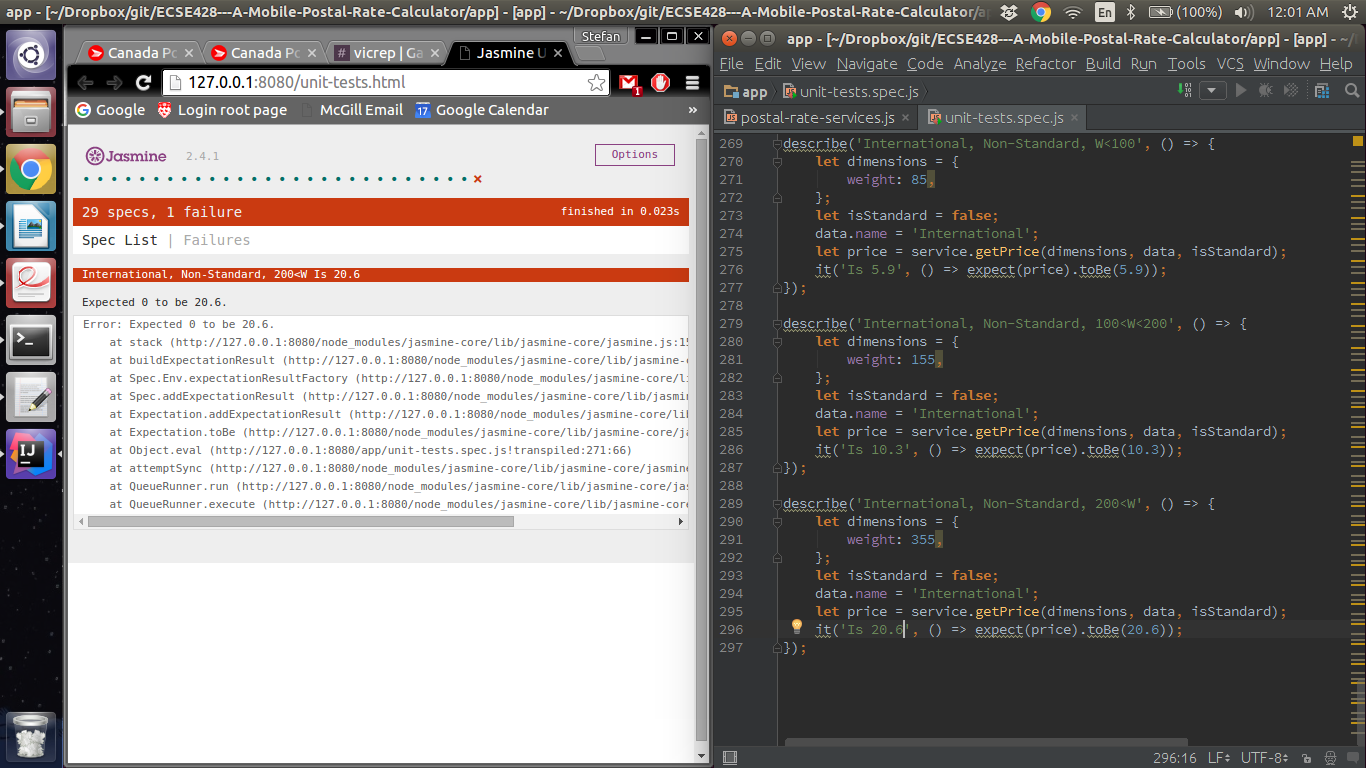 app - [~/Dropbox/git/ECSE428---A-Mobile-Postal-Rate-Calculator/app] - [app] - ~/Dropbox/git/ECSE428---A-Mobile-Postal-Rate-Calculator/ap
En
(100%)
12:01 AM
Stefan
Canada Po
Canada Po
vicrep | Ga
Jasmine U
127.0.0.1:8080/unit-tests.html
1
Google
Login root page
McGill Email
17
Google Calendar
»
Jasmine
2.4.1
Options
29 specs, 1 failure
finished in 0.023s
Spec List | Failures
International, Non-Standard, 200<W Is 20.6
Expected 0 to be 20.6.
Error: Expected 0 to be 20.6.
at stack (http://127.0.0.1:8080/node_modules/jasmine-core/lib/jasmine-core/jasmine.js:15
at buildExpectationResult (http://127.0.0.1:8080/node_modules/jasmine-core/lib/jasmine-c
at Spec.Env.expectationResultFactory (http://127.0.0.1:8080/node_modules/jasmine-core/li
at Spec.addExpectationResult (http://127.0.0.1:8080/node_modules/jasmine-core/lib/jasmin
at Expectation.addExpectationResult (http://127.0.0.1:8080/node_modules/jasmine-core/lib
at Expectation.toBe (http://127.0.0.1:8080/node_modules/jasmine-core/lib/jasmine-core/ja
at Object.eval (http://127.0.0.1:8080/app/unit-tests.spec.js!transpiled:271:66)
at attemptSync (http://127.0.0.1:8080/node_modules/jasmine-core/lib/jasmine-core/jasmine
at QueueRunner.run (http://127.0.0.1:8080/node_modules/jasmine-core/lib/jasmine-core/jas
at QueueRunner.execute (http://127.0.0.1:8080/node_modules/jasmine-core/lib/jasmine-core
app - [~/Dropbox/git/ECSE428---A-Mobile-Postal-Rate-Calculator/app] - [app] - ~/
File Edit View Navigate Code Analyze Refactor Build Run Tools VCS Window Help
app
unit-tests.spec.js
postal-rate-services.js
unit-tests.spec.js
269 describe('International, Non-Standard, W<100', () => {
270 let dimensions = {
271 weight: 85,
272 };
273 let isStandard = false;
274 data.name = 'International';
275 let price = service.getPrice(dimensions, data, isStandard);
276 it('Is 5.9', () => expect(price).toBe(5.9));
277 });
278
279 describe('International, Non-Standard, 100<W<200', () => {
280 let dimensions = {
281 weight: 155,
282 };
283 let isStandard = false;
284 data.name = 'International';
285 let price = service.getPrice(dimensions, data, isStandard);
286 it('Is 10.3', () => expect(price).toBe(10.3));
287 });
288
289 describe('International, Non-Standard, 200<W', () => {
290 let dimensions = {
291 weight: 355,
292 };
293 let isStandard = false;
294 data.name = 'International';
295 let price = service.getPrice(dimensions, data, isStandard);
296 it('Is 20.6', () => expect(price).toBe(20.6));
297 });
296:16 LF UTF-8